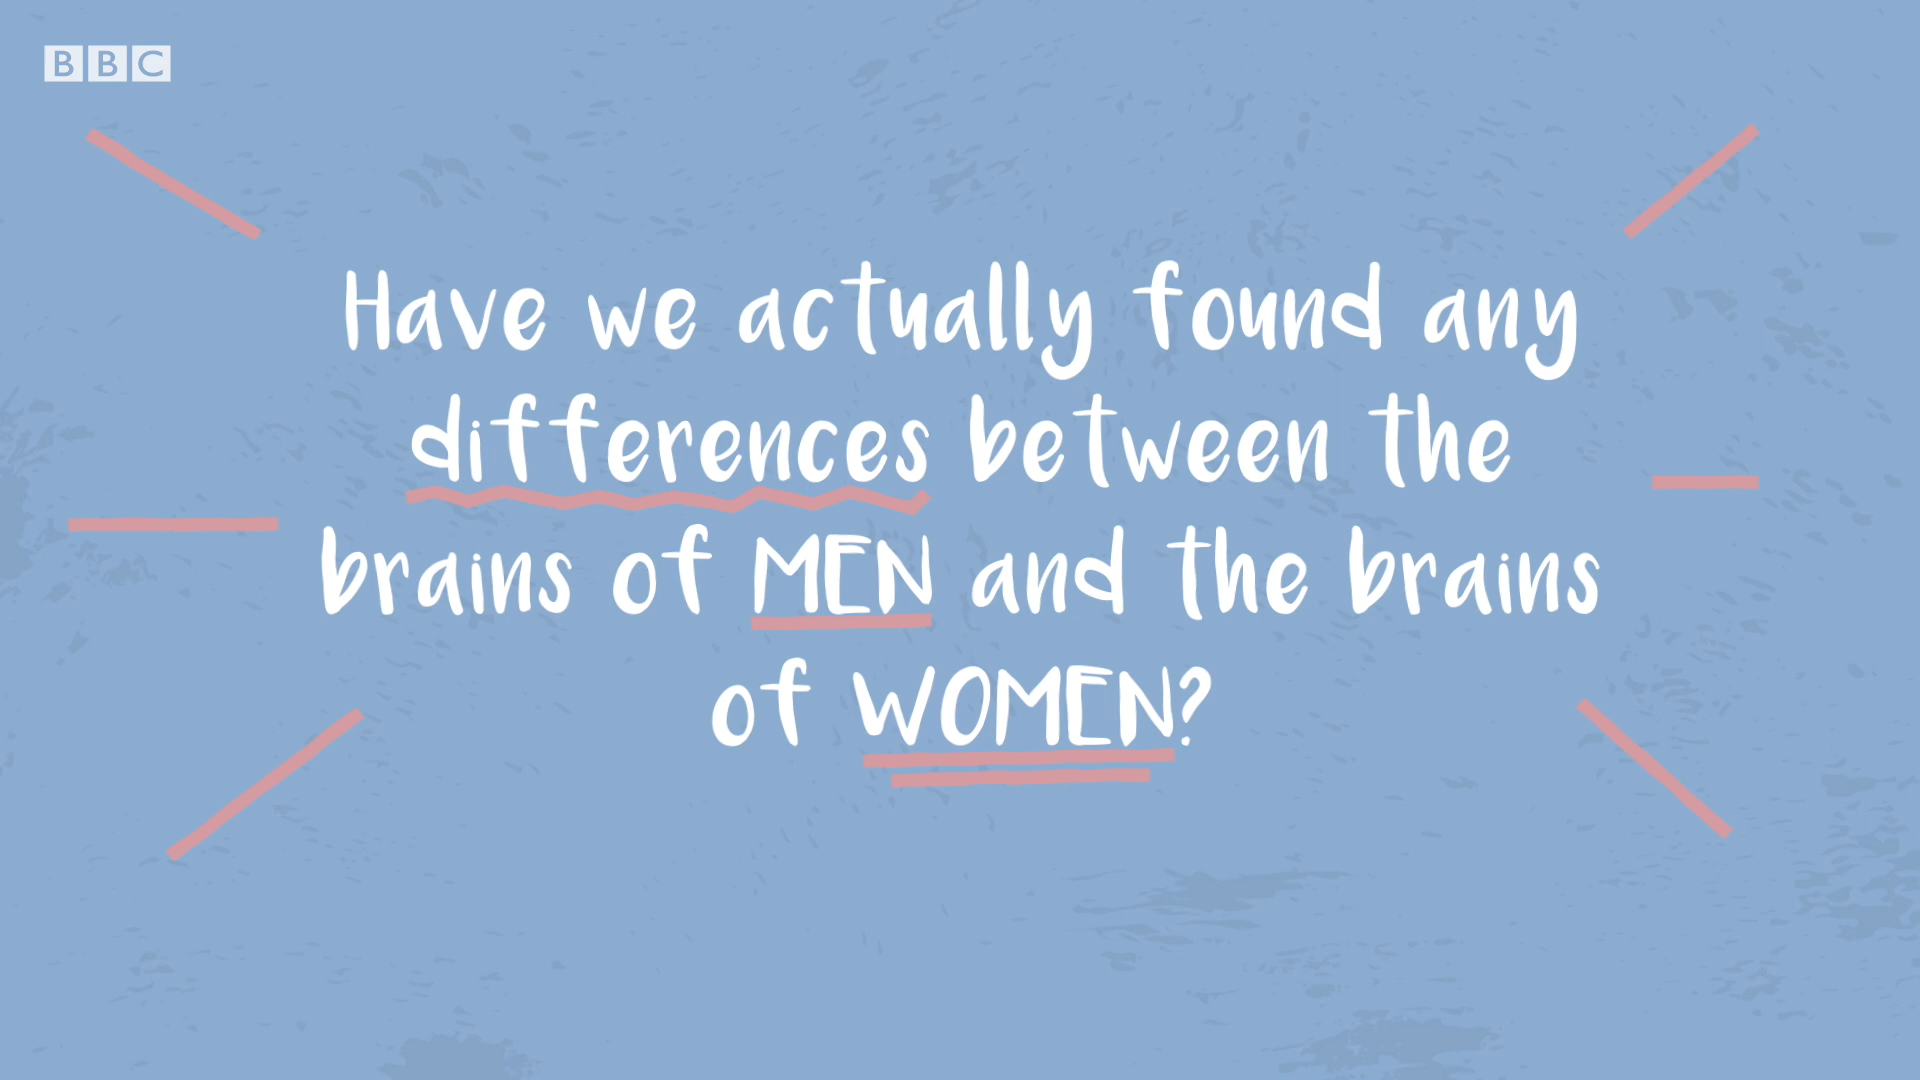 BBC
Have we actually found any
differences between the
brains of MEN and the brains
of WOMEN?